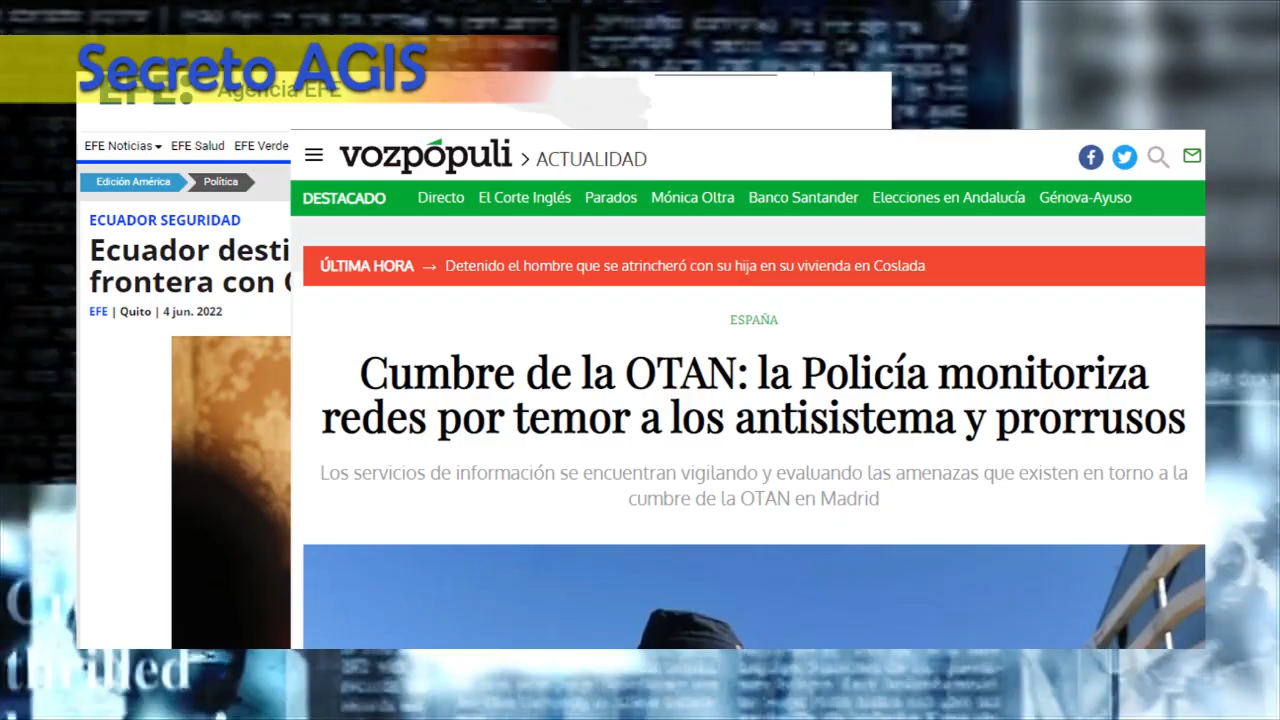 Secreto AGIS
EFE: Agencia EFE
EFE Noticias EFE Salud EFE Verde
Edición América Política
ECUADOR SEGURIDAD
Ecuador desti
frontera con
EFE | Quito | 4 jun. 2022
vozpópuli > ACTUALIDAD
DESTACADO Directo El Corte Inglés Parados Mónica Oltra Banco Santander Elecciones en Andalucía Génova-Ayuso
ÚLTIMA HORA → Detenido el hombre que se atrincheró con su hija en su vivienda en Coslada
ESPAÑA
Cumbre de la OTAN: la Policía monitoriza
redes por temor a los antisistema y prorrusos
Los servicios de información se encuentran vigilando y evaluando las amenazas que existen en torno a la
cumbre de la OTAN en Madrid
thrilled